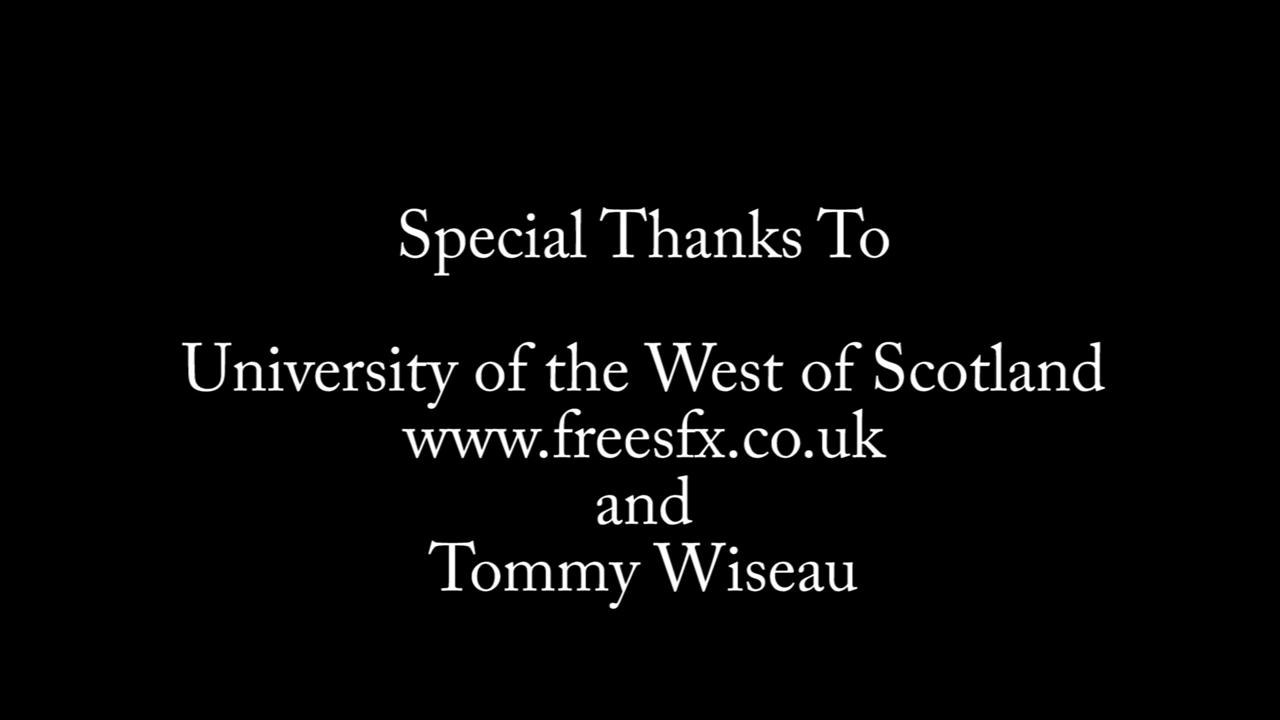 Special Thanks To
University of the West of Scotland
www.freesfx.co.uk
and
Tommy Wiseau